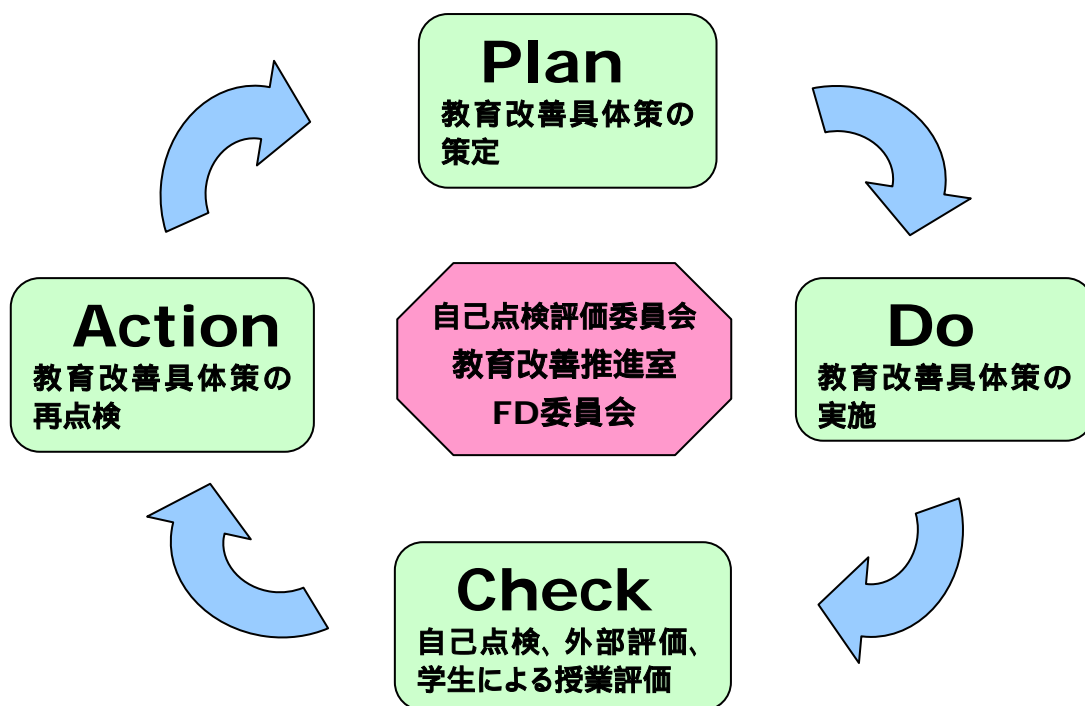 Plan
教育改善具体策の
策定
Action
教育改善具体策の
再点検
自己点検評価委員会
教育改善推進室
FD委員会
Do
教育改善具体策の
実施
Check
自己点検、外部評価、
学生による授業評価